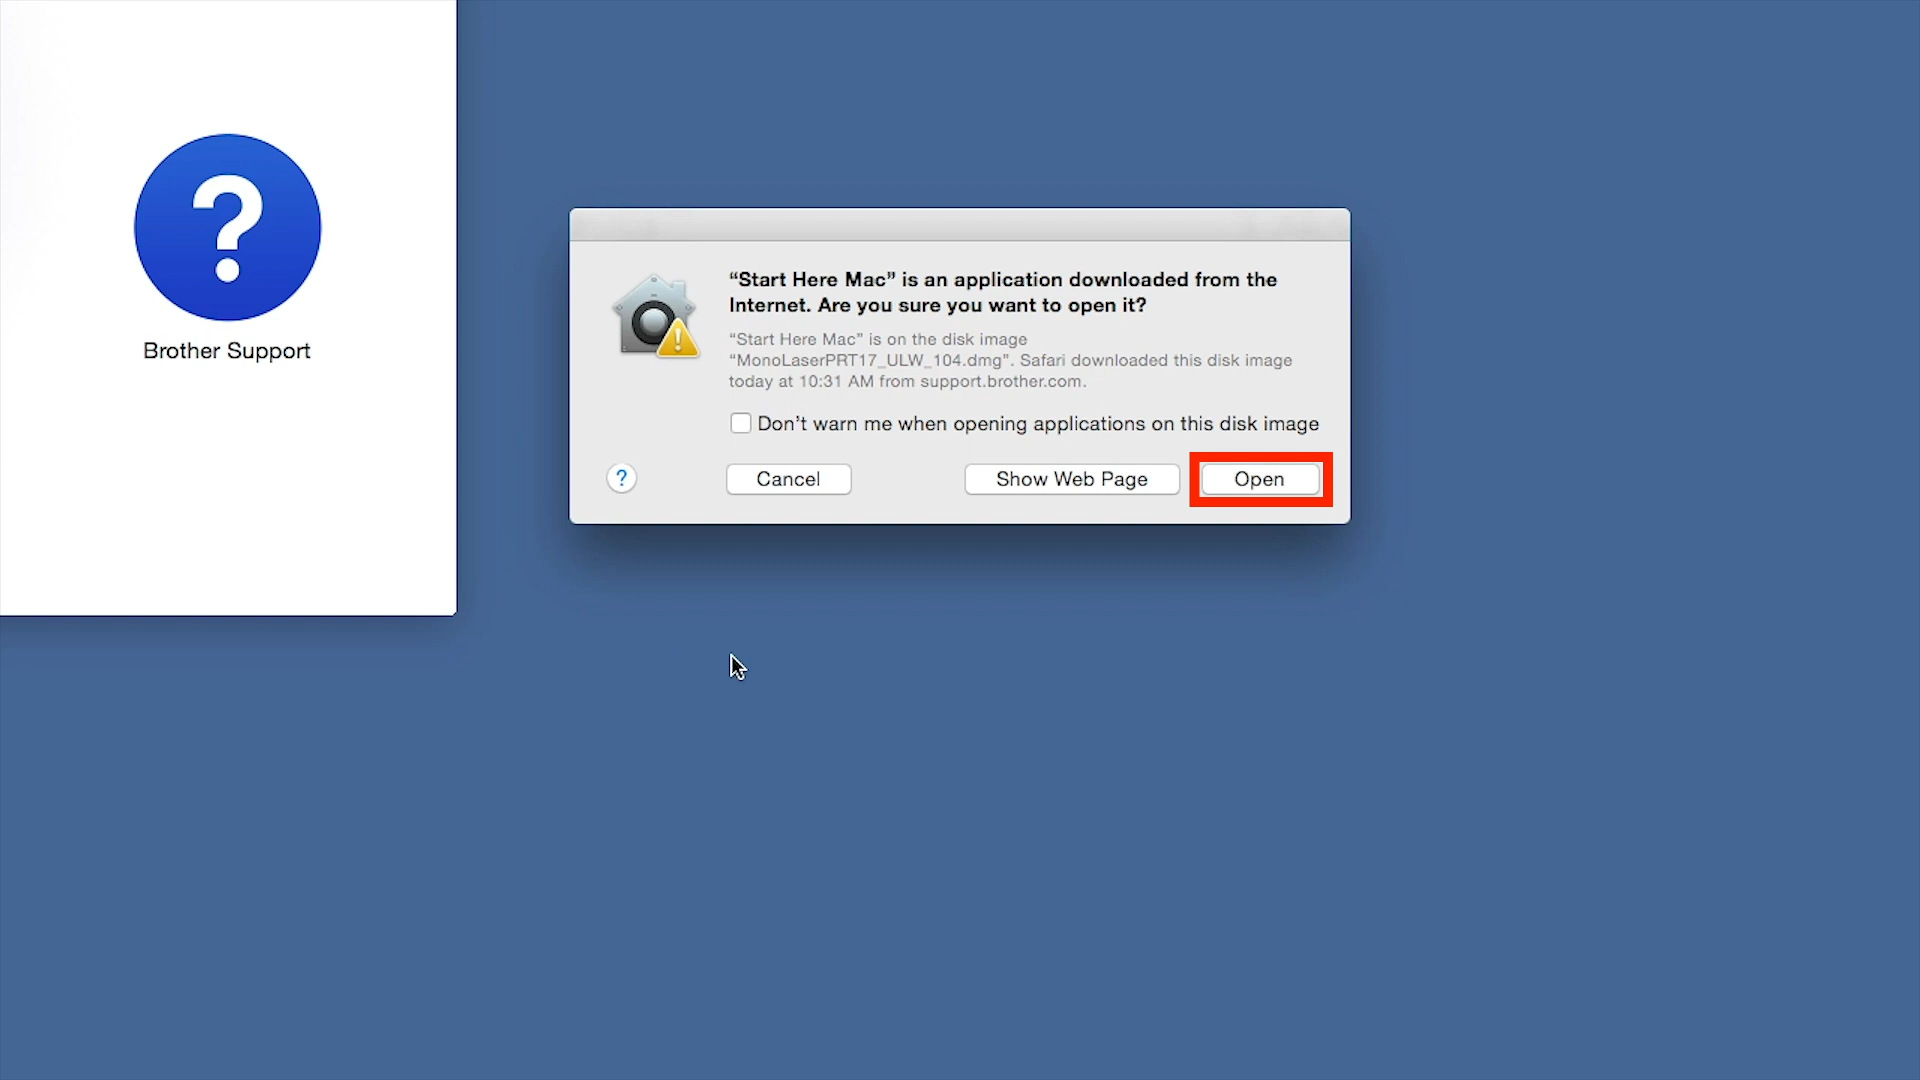 Brother Support
“Start Here Mac” is an application downloaded from the
Internet. Are you sure you want to open it?
“Start Here Mac” is on the disk image
“MonoLaserPRT17_ULW_104.dmg”. Safari downloaded this disk image
today at 10:31 AM from support.brother.com.
Don’t warn me when opening applications on this disk image
? Cancel Show Web Page Open